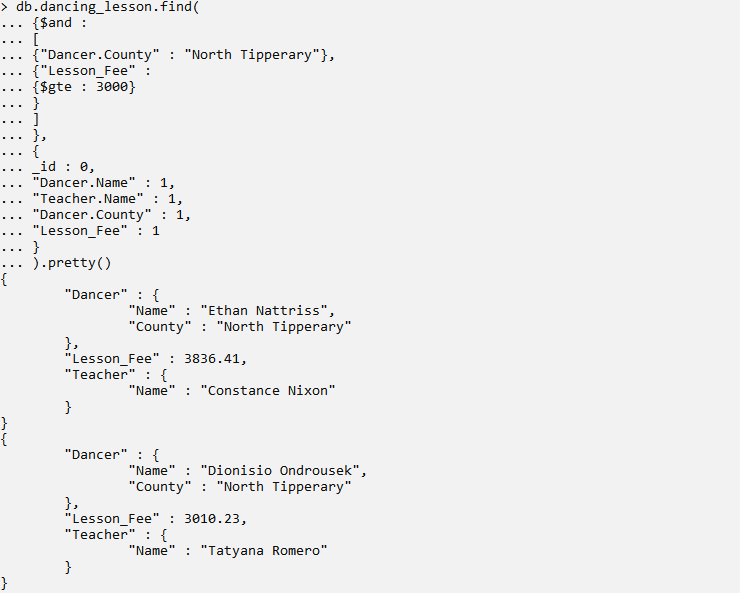 > db.dancing_lesson.find(
... {$and :
... [
... {"Dancer.County" : "North Tipperary"},
... {"Lesson_Fee" :
... {$gte : 3000}
... }
... ]
... },
... {
... _id : 0,
... "Dancer.Name" : 1,
... "Teacher.Name" : 1,
... "Dancer.County" : 1,
... "Lesson_Fee" : 1
... }
... ).pretty()
{
        "Dancer" : {
                "Name" : "Ethan Nattriss",
                "County" : "North Tipperary"
        },
        "Lesson_Fee" : 3836.41,
        "Teacher" : {
                "Name" : "Constance Nixon"
        }
}
{
        "Dancer" : {
                "Name" : "Dionisio Ondrousek",
                "County" : "North Tipperary"
        },
        "Lesson_Fee" : 3010.23,
        "Teacher" : {
                "Name" : "Tatyana Romero"
        }
}